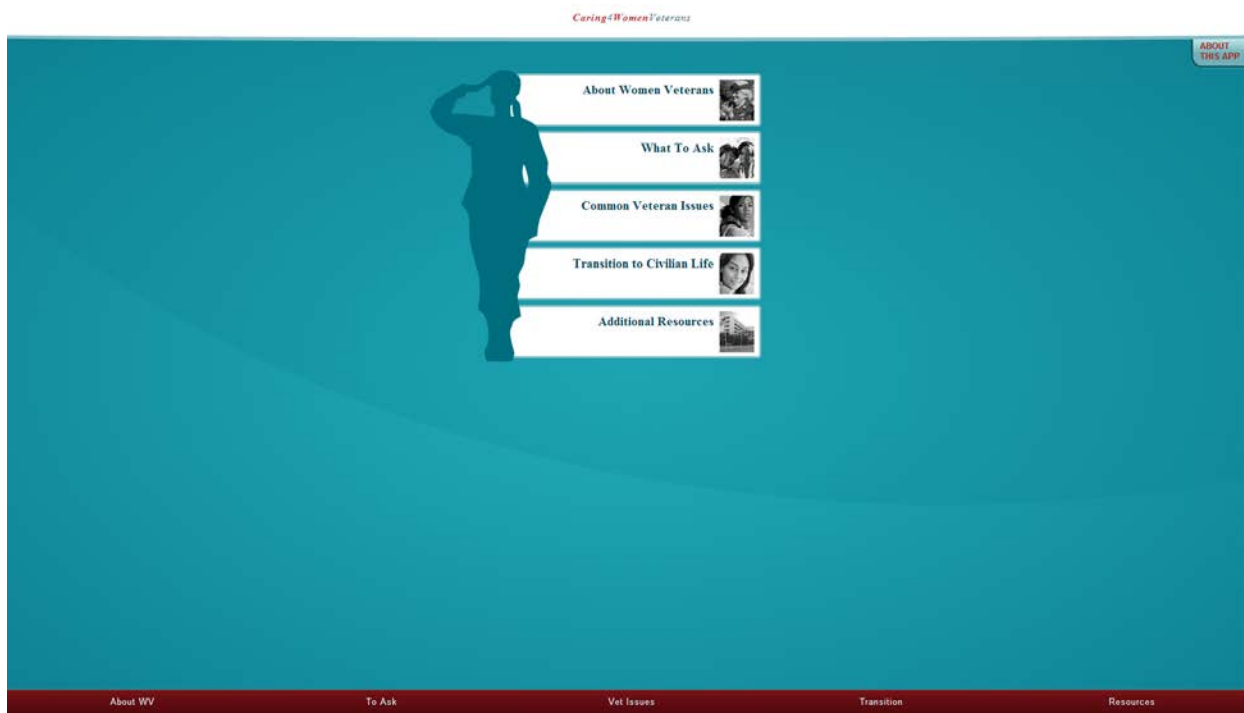 Caring4WomenVeterans
ABOUT
THIS APP
About Women Veterans
What To Ask
Common Veteran Issues
Transition to Civilian Life
Additional Resources
About WV
To Ask
Vet Issues
Transition
Resources